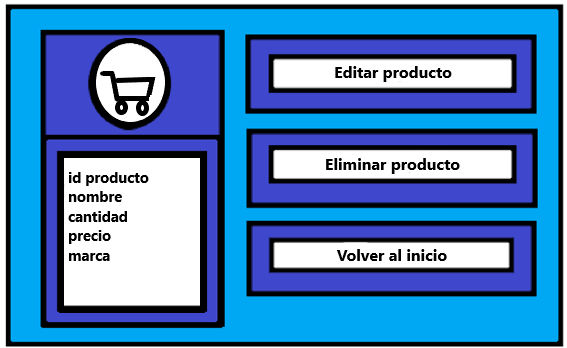 id producto
nombre
cantidad
precio
marca
Editar producto
Eliminar producto
Volver al inicio